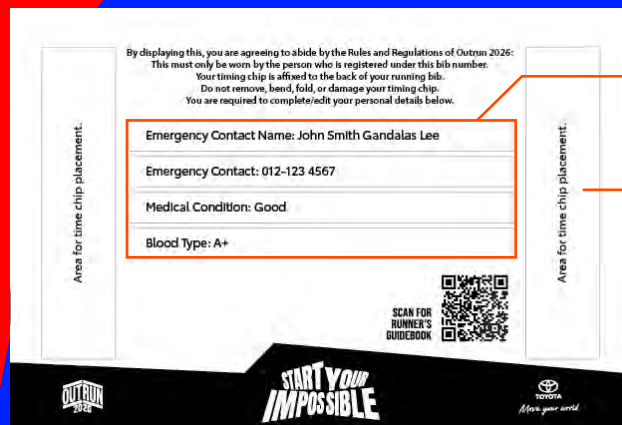 By displaying this, you are agreeing to abide by the Rules and Regulations of Outrun 2026:
This must only be worn by the person who is registered under this bib number.
Your timing chip is affixed to the back of your running bib.
Do not remove, bend, fold, or damage your timing chip.
You are required to complete/edit your personal details below.
Area for time chip placement.
Emergency Contact Name: John Smith Gandalas Lee
Emergency Contact: 012-123 4567
Medical Condition: Good
Blood Type: A+
Area for time chip placement.
SCAN FOR
RUNNER'S
GUIDEBOOK
OUTRUN
2026
START YOUR
IMPOSSIBLE
TOYOTA
Move your world